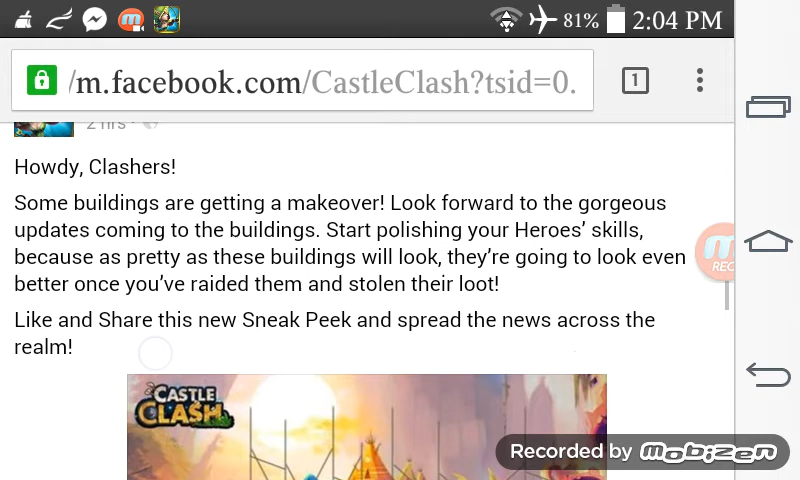 81% 2:04 PM
/m.facebook.com/CastleClash?tsid=0.
1
2 hrs
Howdy, Clashers!
Some buildings are getting a makeover! Look forward to the gorgeous
updates coming to the buildings. Start polishing your Heroes’ skills,
because as pretty as these buildings will look, they’re going to look even
better once you’ve raided them and stolen their loot!
REC
Like and Share this new Sneak Peek and spread the news across the
realm!
CASTLE
CLASH
Recorded by mobizen